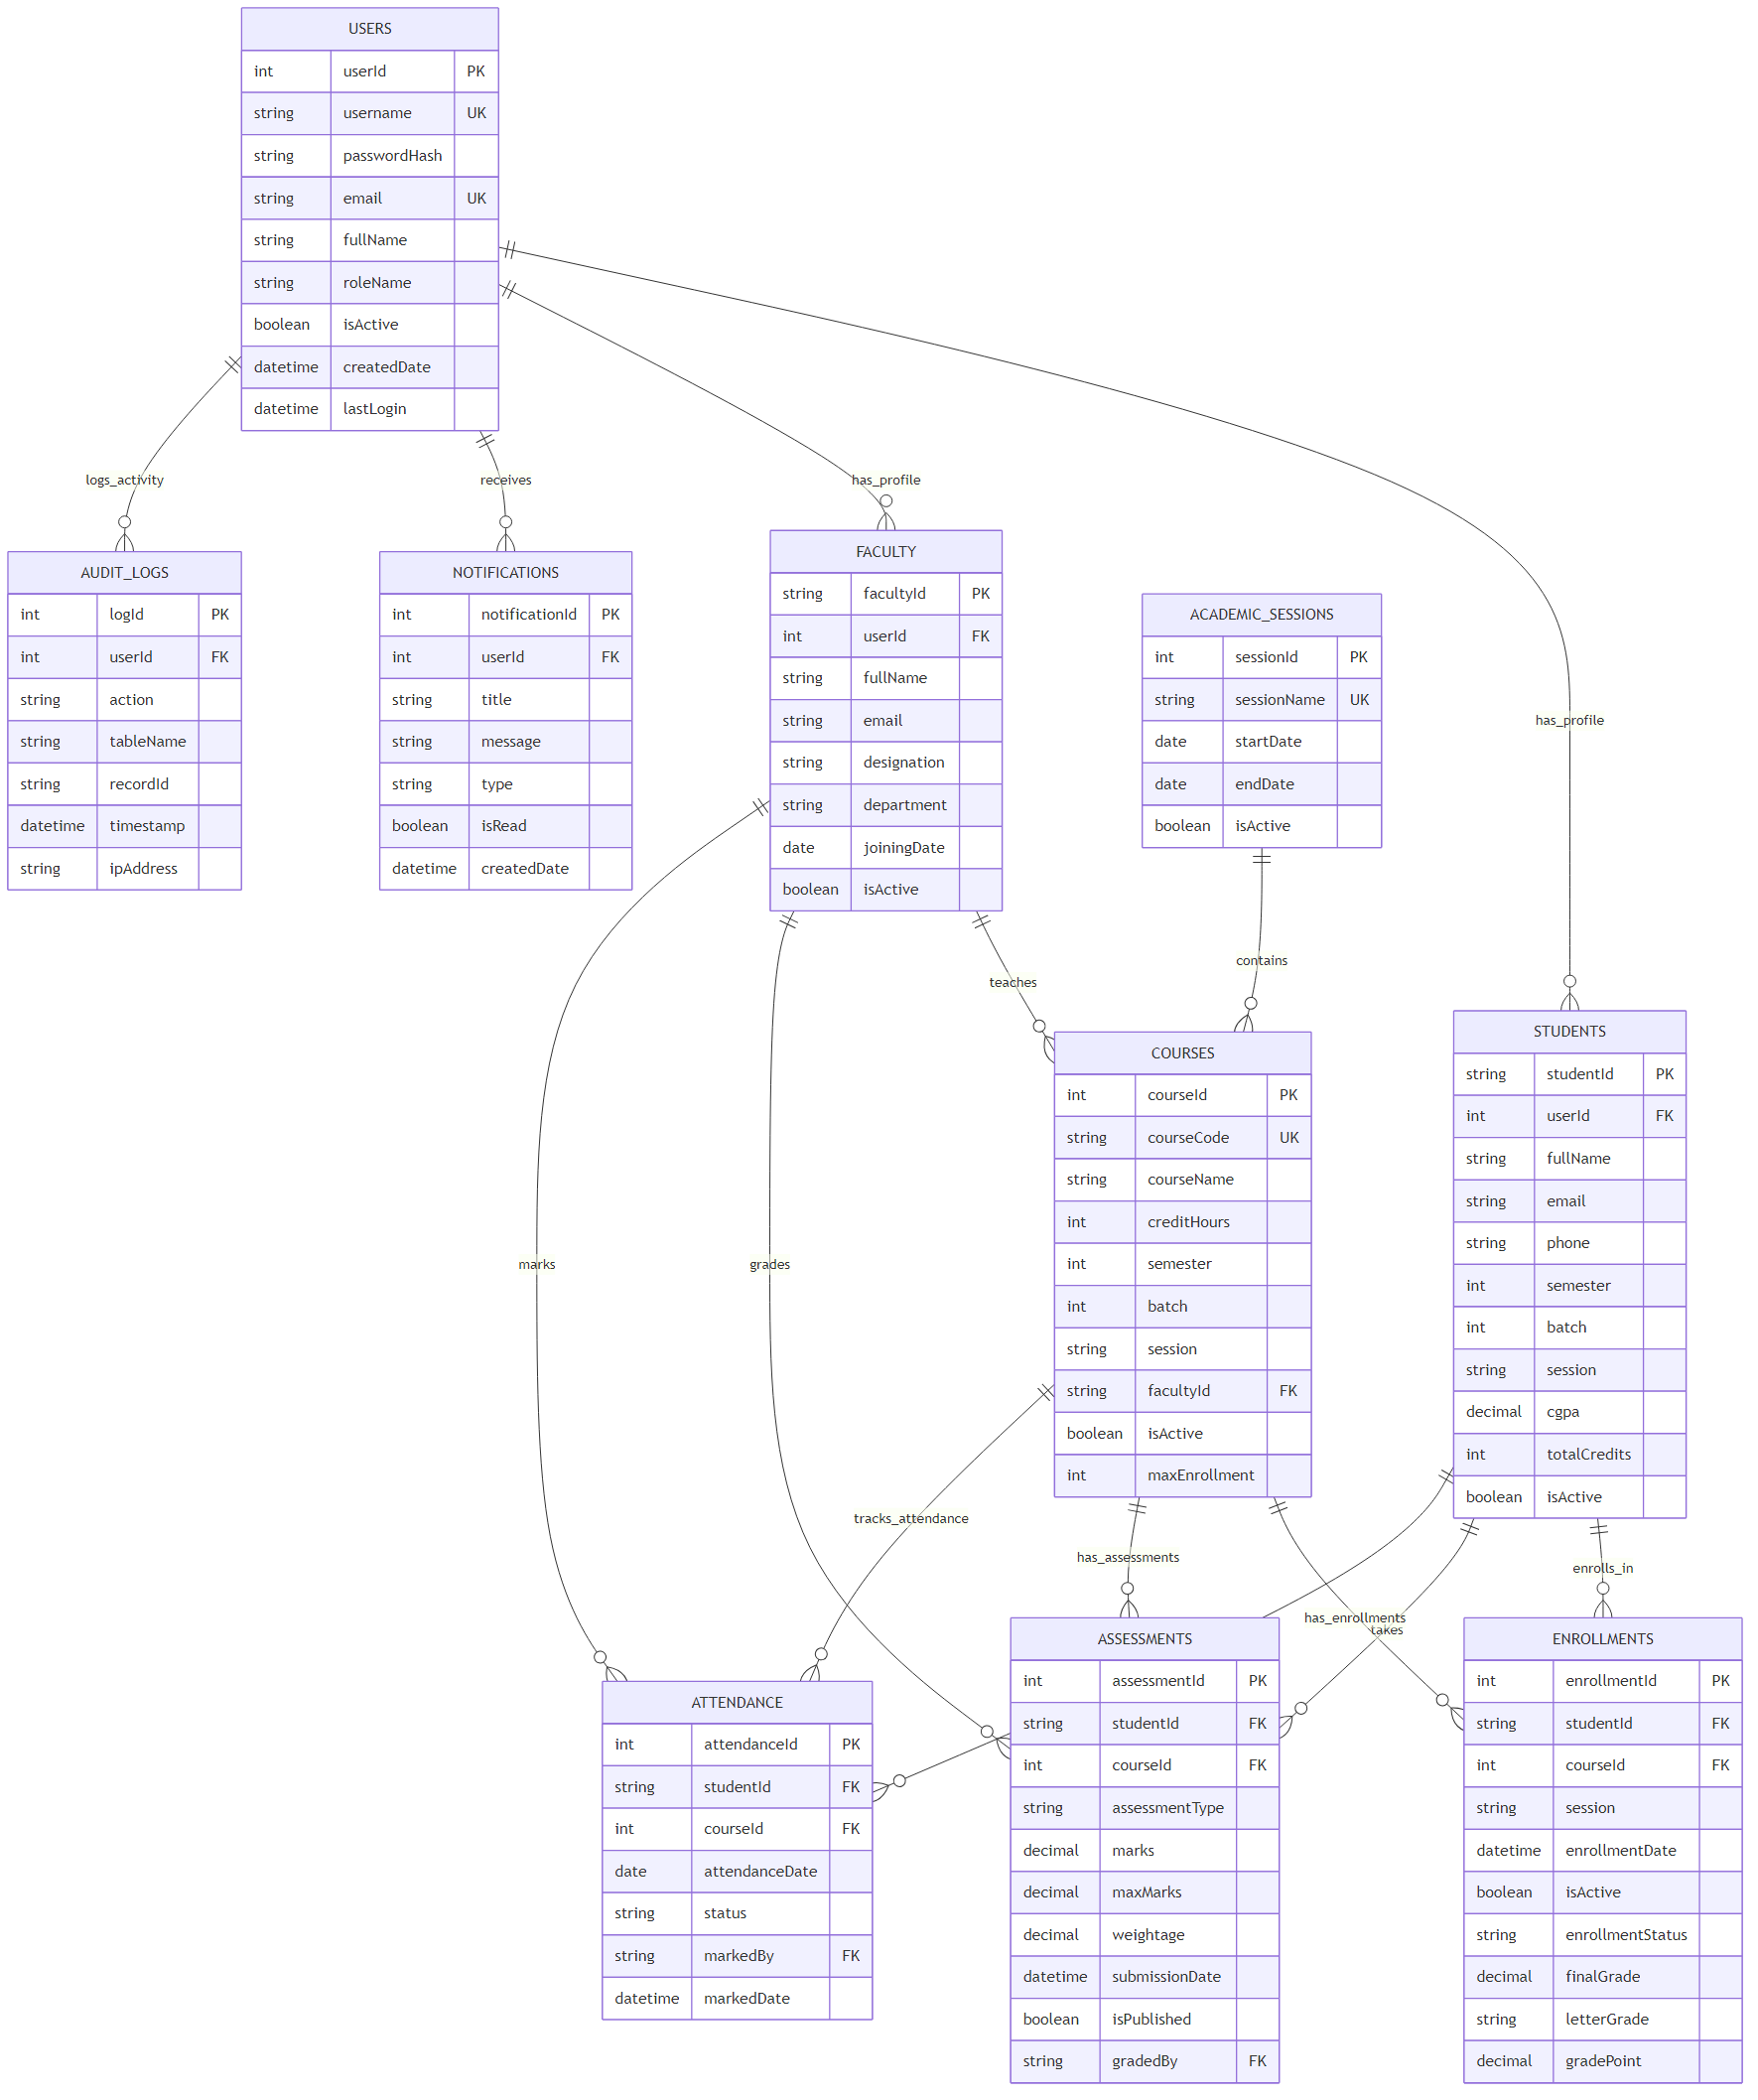 USERS
int userId PK
string username UK
string passwordHash
string email UK
string fullName
string roleName
boolean isActive
datetime createdDate
datetime lastLogin
logs_activity
receives
has_profile
has_profile
AUDIT_LOGS
int logId PK
int userId FK
string action
string tableName
string recordId
datetime timestamp
string ipAddress
NOTIFICATIONS
int notificationId PK
int userId FK
string title
string message
string type
boolean isRead
datetime createdDate
FACULTY
string facultyId PK
int userId FK
string fullName
string email
string designation
string department
date joiningDate
boolean isActive
ACADEMIC_SESSIONS
int sessionId PK
string sessionName UK
date startDate
date endDate
boolean isActive
contains
teaches
marks
grades
COURSES
int courseId PK
string courseCode UK
string courseName
int creditHours
int semester
int batch
string session
string facultyId FK
boolean isActive
int maxEnrollment
STUDENTS
string studentId PK
int userId FK
string fullName
string email
string phone
int semester
int batch
string session
decimal cgpa
int totalCredits
boolean isActive
tracks_attendance
has_assessments
enrolls_in
has_enrollments
takes
ATTENDANCE
int attendanceId PK
string studentId FK
int courseId FK
date attendanceDate
string status
string markedBy FK
datetime markedDate
ASSESSMENTS
int assessmentId PK
string studentId FK
int courseId FK
string assessmentType
decimal marks
decimal maxMarks
decimal weightage
datetime submissionDate
boolean isPublished
string gradedBy FK
ENROLLMENTS
int enrollmentId PK
string studentId FK
int courseId FK
string session
datetime enrollmentDate
boolean isActive
string enrollmentStatus
decimal finalGrade
string letterGrade
decimal gradePoint